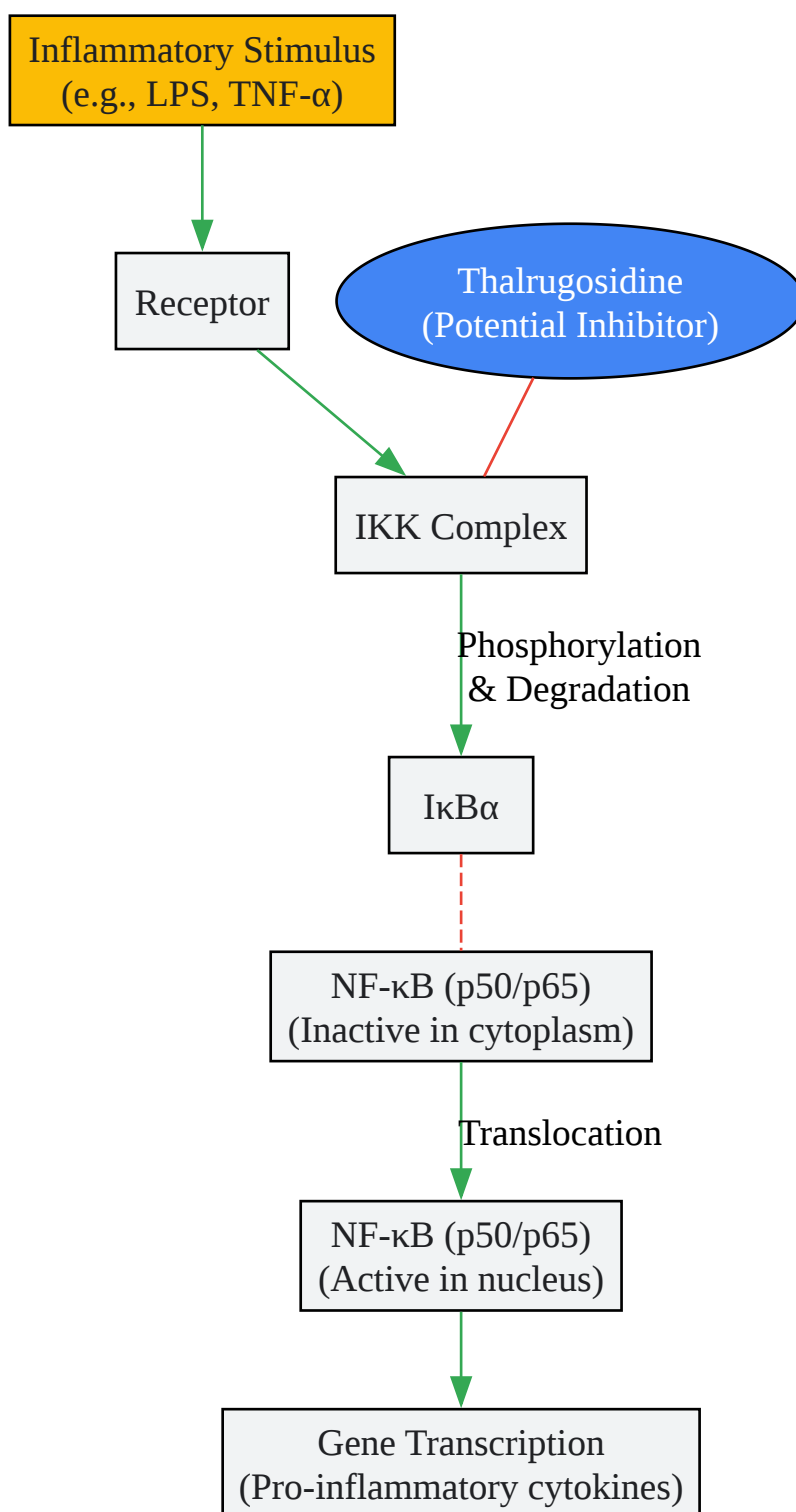 Inflammatory Stimulus
(e.g., LPS, TNF-α)
Receptor
Thalrugosidine
(Potential Inhibitor)
IKK Complex
Phosphorylation
& Degradation
IκBα
NF-κB (p50/p65)
(Inactive in cytoplasm)
Translocation
NF-κB (p50/p65)
(Active in nucleus)
Gene Transcription
(Pro-inflammatory cytokines)